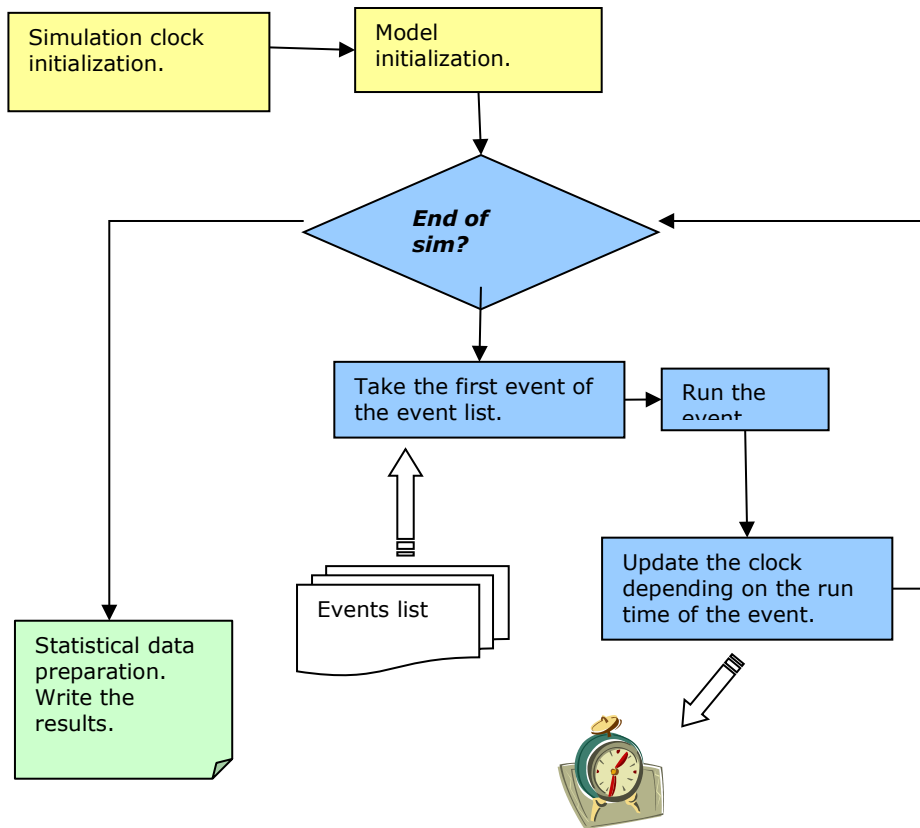 Simulation clock
initialization.
Model
initialization.
End of
sim?
Take the first event of
the event list.
Run the
event
Events list
Update the clock
depending on the run
time of the event.
Statistical data
preparation.
Write the
results.